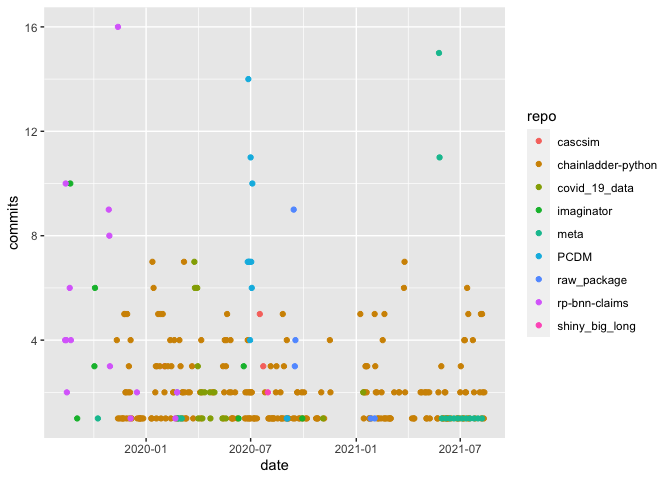 16
12
8
4
commits
2020-01
2020-07
2021-01
2021-07
date
repo
cascsim
chainladder-python
covid_19_data
imaginator
meta
PCDM
raw_package
rp-bnn-claims
shiny_big_long